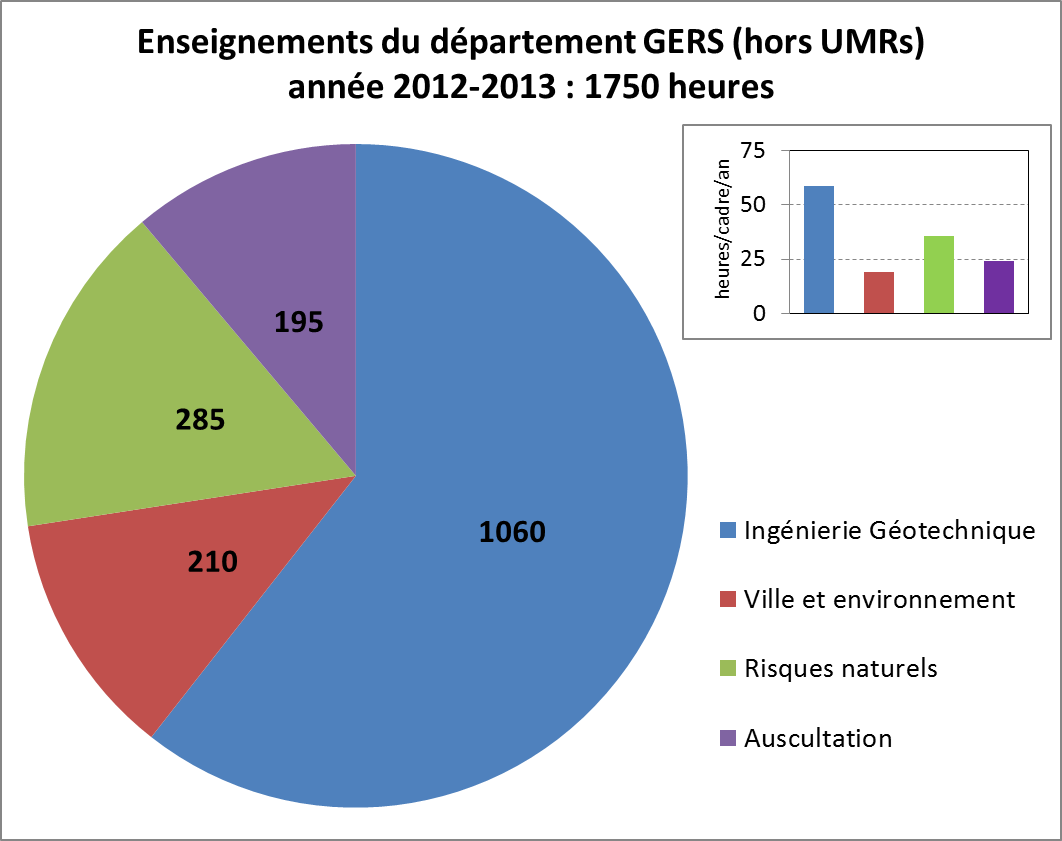 Enseignements du département GERS (hors UMRs)
année 2012-2013 : 1750 heures
75
50
25
0
heures/cadre/an
195
285
210
1060
Ingénierie Géotechnique
Ville et environnement
Risques naturels
Auscultation